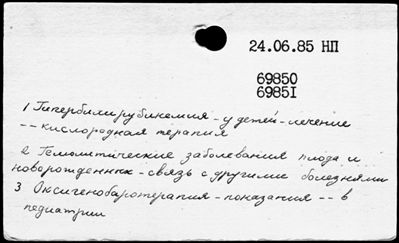 24.06.85 НП
69850
69851
1 Гипербилирубинемия - у детей - лечение
-- кислородная терапия
2 Гемолитические заболевания плода и
новорожденных - связь с другими болезнями
3 Оксигенобаротерапия - показания -- в
педиатрии